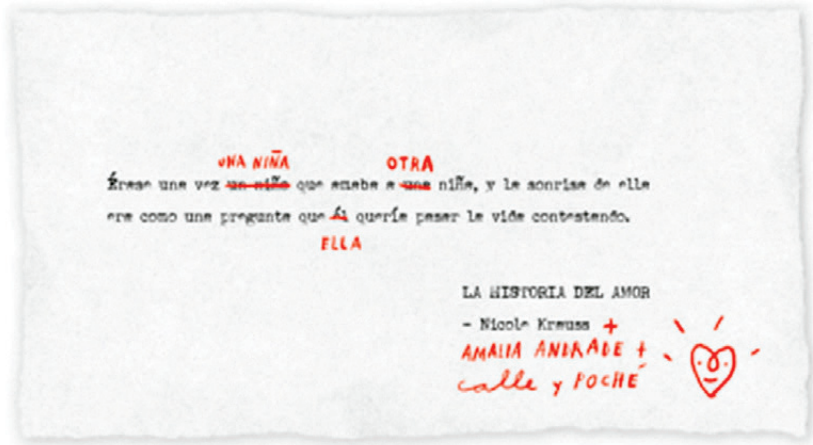 UNA NIÑA OTRA
Érase una vez un niño que amaba a una niña, y la sonrisa de ella
era como una pregunta que él quería pasar la vida contestando.
ELLA
LA HISTORIA DEL AMOR
- Nicole Krauss +
AMALIA ANDRADE +
calle y POCHÉ